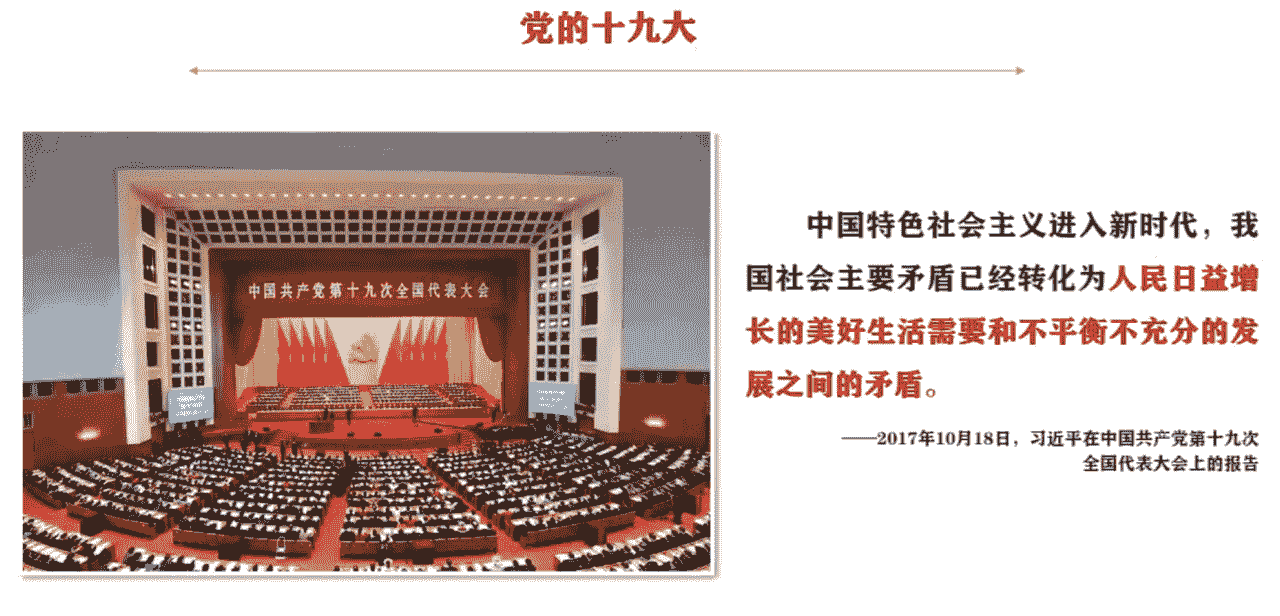 党的十九大
中国共产党第十九次全国代表大会
中国特色社会主义进入新时代，我
国社会主要矛盾已经转化为人民日益增
长的美好生活需要和不平衡不充分的发
展之间的矛盾。
——2017年10月18日，习近平在中国共产党第十九次
全国代表大会上的报告